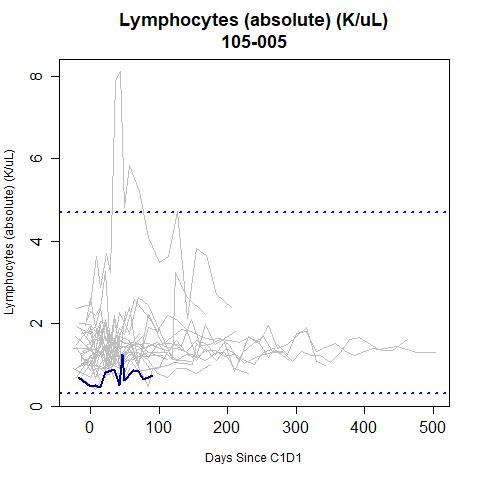 Lymphocytes (absolute) (K/uL)
105-005
Lymphocytes (absolute) (K/uL)
8
6
4
2
0
0 100 200 300 400 500
Days Since C1D1